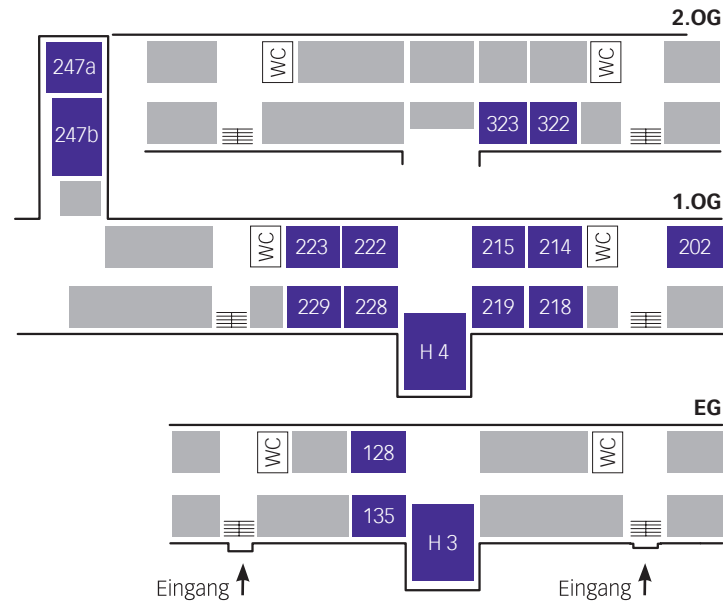 2.OG
247a
WC
WC
247b
323
322
1.OG
WC
223
222
215
214
WC
202
229
228
219
218
H 4
EG
WC
128
WC
135
H 3
Eingang
Eingang